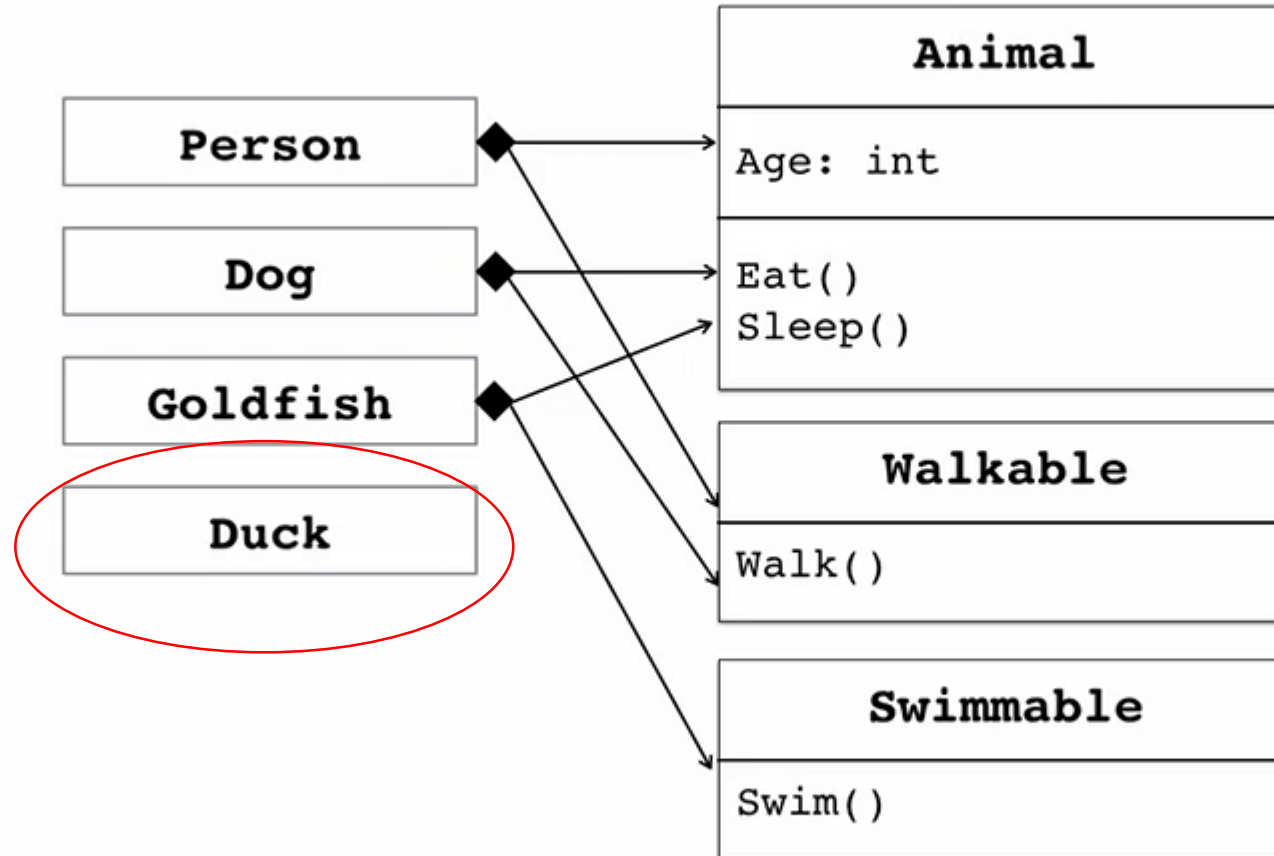 Person
Dog
Goldfish
Duck
Animal
Age: int
Eat()
Sleep()
Walkable
Walk()
Swimmable
Swim()